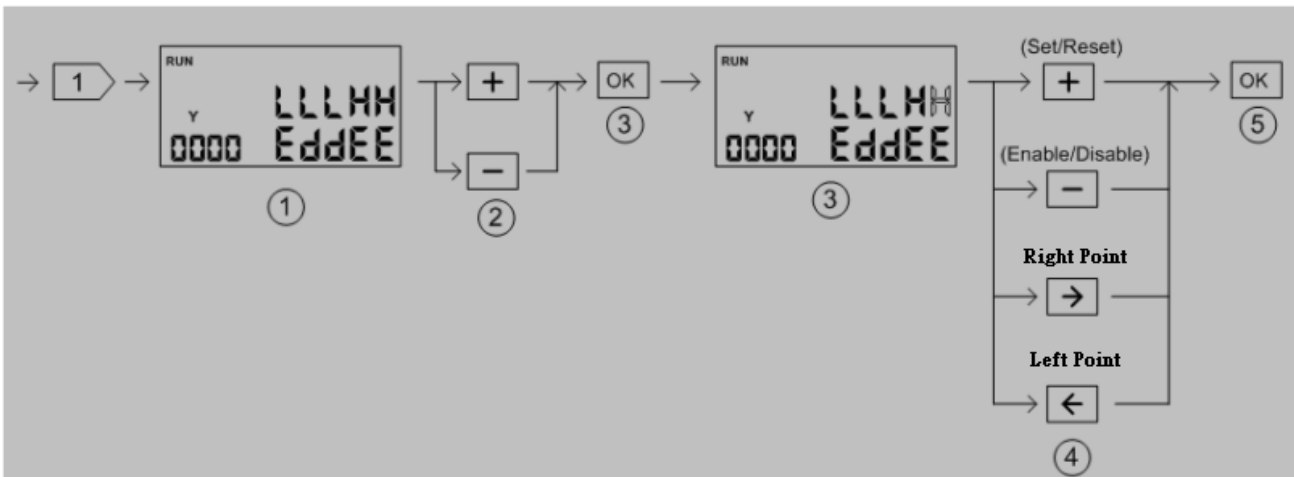 1
RUN
Y
LLLHH
0000 EddEE
①
+
−
②
OK
③
RUN
Y
LLLHH
0000 EddEE
③
(Set/Reset)
+
(Enable/Disable)
−
Right Point
→
Left Point
←
④
OK
⑤